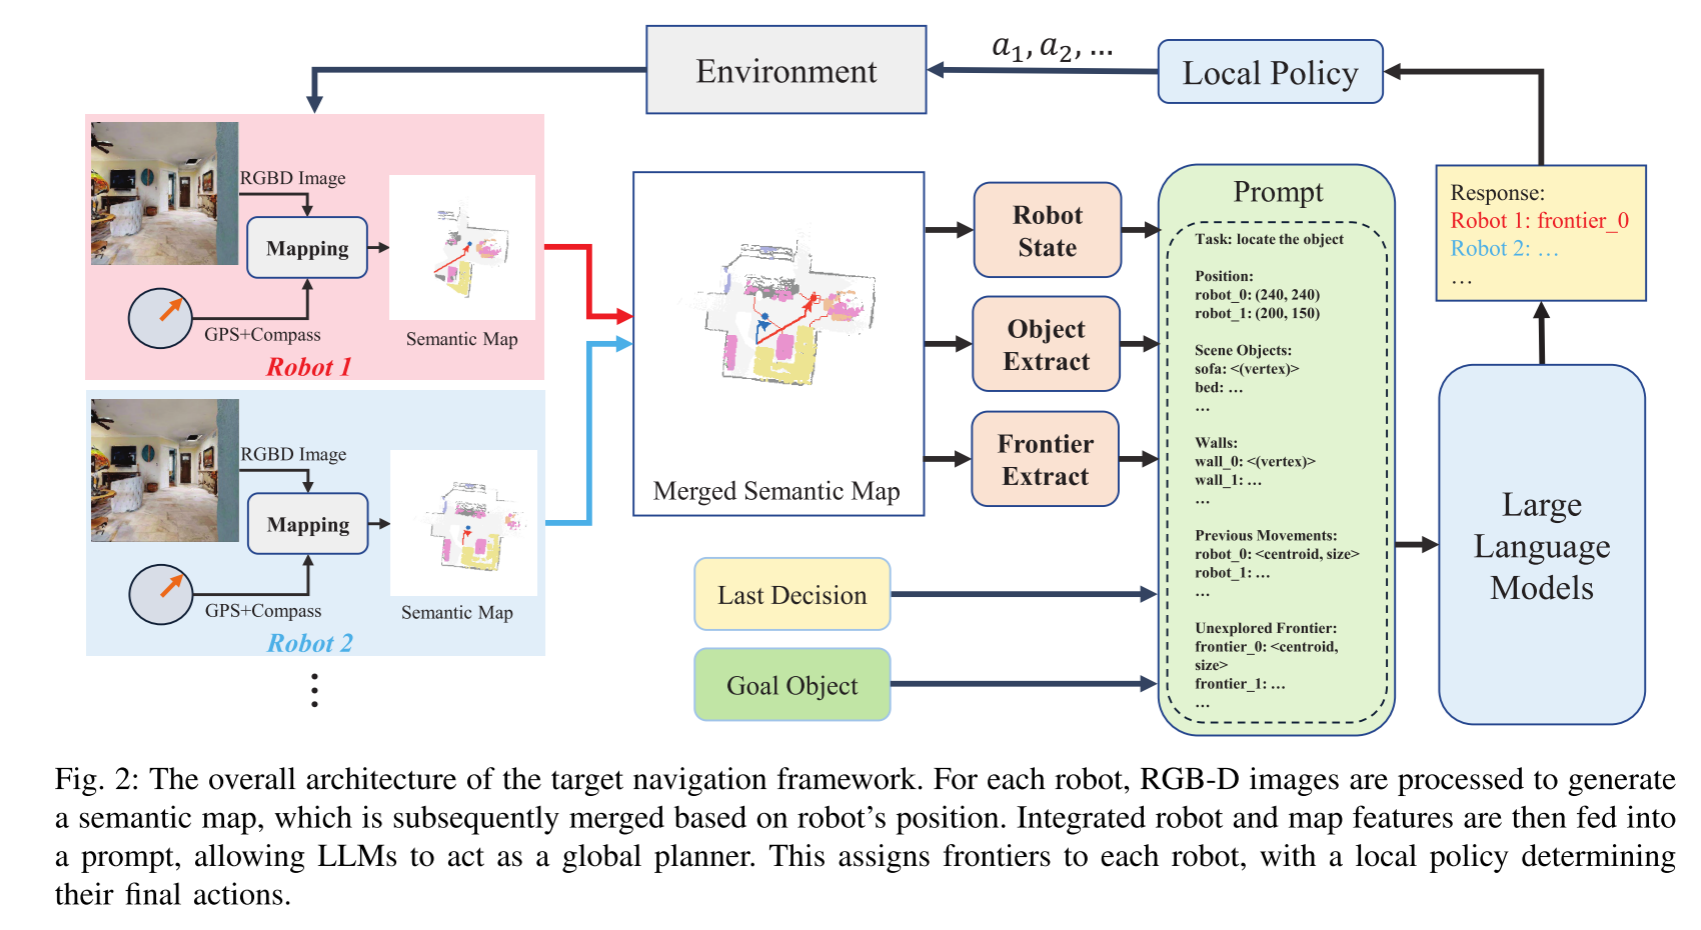 Environment
a₁, a₂, ...
Local Policy
RGBD Image
Mapping
GPS+Compass
Semantic Map
Robot 1
RGBD Image
Mapping
GPS+Compass
Semantic Map
Robot 2
Merged Semantic Map
Robot
State
Object
Extract
Frontier
Extract
Last Decision
Goal Object
Prompt
Task: locate the object
Position:
robot_0: (240, 240)
robot_1: (200, 150)
Scene Objects:
sofa: <(vertex)>
bed: ...
...
Walls:
wall_0: <(vertex)>
wall_1: ...
...
Previous Movements:
robot_0: <centroid, size>
robot_1: ...
...
Unexplored Frontier:
frontier_0: <centroid,
size>
frontier_1: ...
...
Response:
Robot 1: frontier_0
Robot 2: ...
...
Large
Language
Models
Fig. 2: The overall architecture of the target navigation framework. For each robot, RGB-D images are processed to generate
a semantic map, which is subsequently merged based on robot's position. Integrated robot and map features are then fed into
a prompt, allowing LLMs to act as a global planner. This assigns frontiers to each robot, with a local policy determining
their final actions.